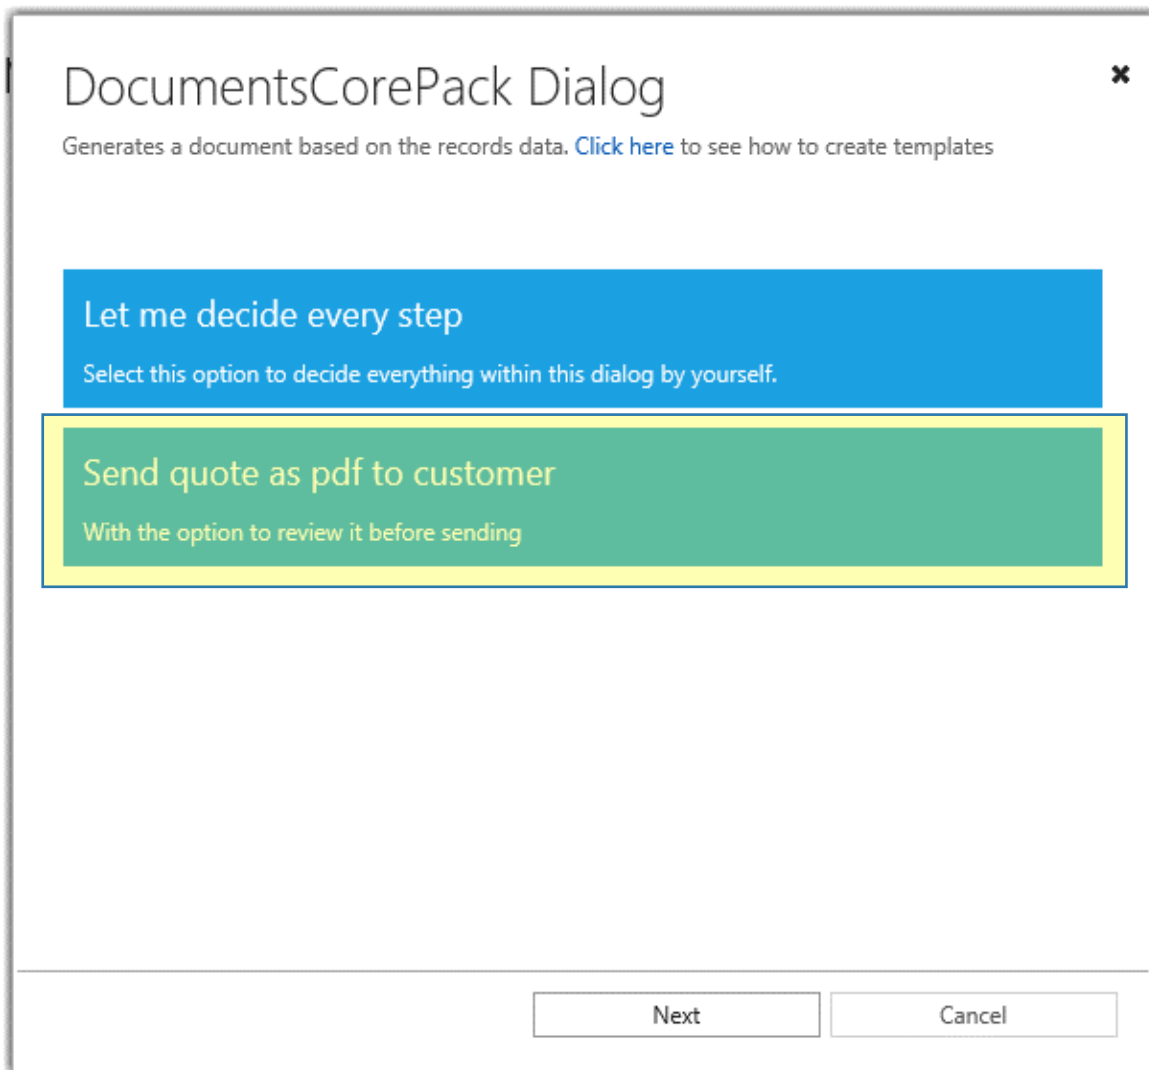 DocumentsCorePack Dialog
Generates a document based on the records data. Click here to see how to create templates
Let me decide every step
Select this option to decide everything within this dialog by yourself.
Send quote as pdf to customer
With the option to review it before sending
Next
Cancel